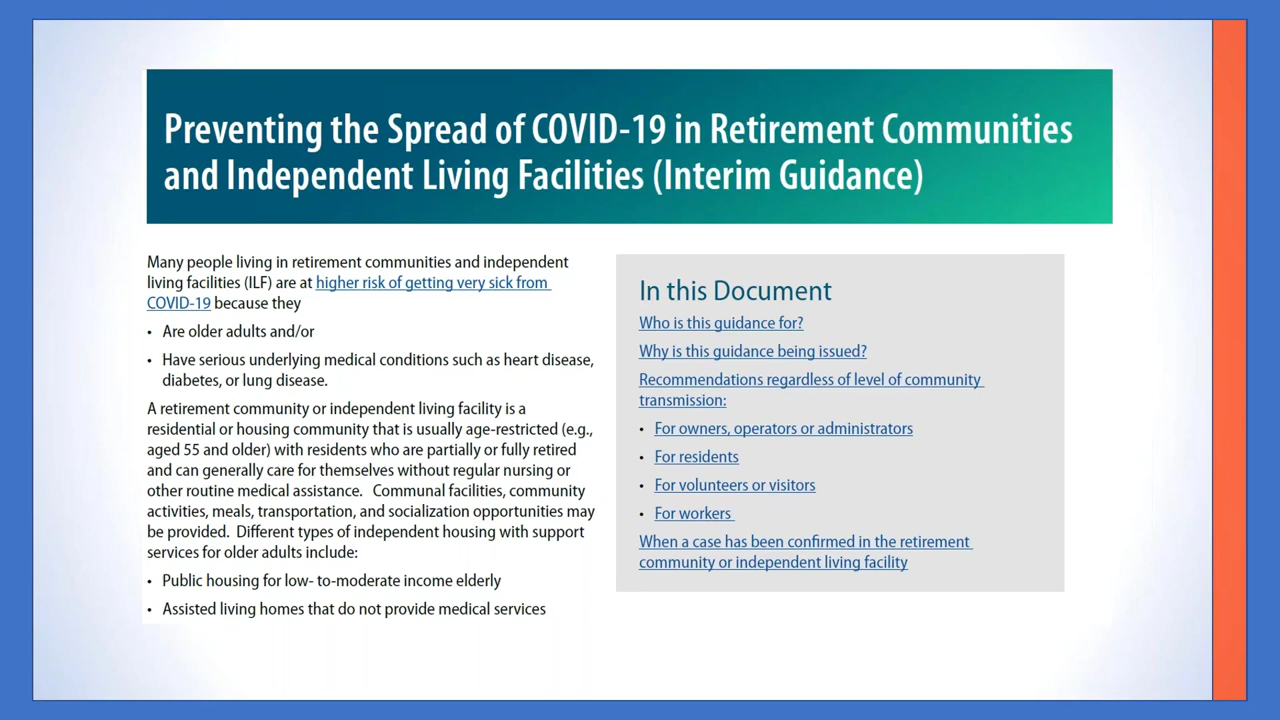 Preventing the Spread of COVID-19 in Retirement Communities
and Independent Living Facilities (Interim Guidance)
Many people living in retirement communities and independent
living facilities (ILF) are at higher risk of getting very sick from
COVID-19 because they
• Are older adults and/or
• Have serious underlying medical conditions such as heart disease,
diabetes, or lung disease.
A retirement community or independent living facility is a
residential or housing community that is usually age-restricted (e.g.,
aged 55 and older) with residents who are partially or fully retired
and can generally care for themselves without regular nursing or
other routine medical assistance. Communal facilities, community
activities, meals, transportation, and socialization opportunities may
be provided. Different types of independent housing with support
services for older adults include:
• Public housing for low- to-moderate income elderly
• Assisted living homes that do not provide medical services
In this Document
Who is this guidance for?
Why is this guidance being issued?
Recommendations regardless of level of community
transmission:
• For owners, operators or administrators
• For residents
• For volunteers or visitors
• For workers
When a case has been confirmed in the retirement
community or independent living facility